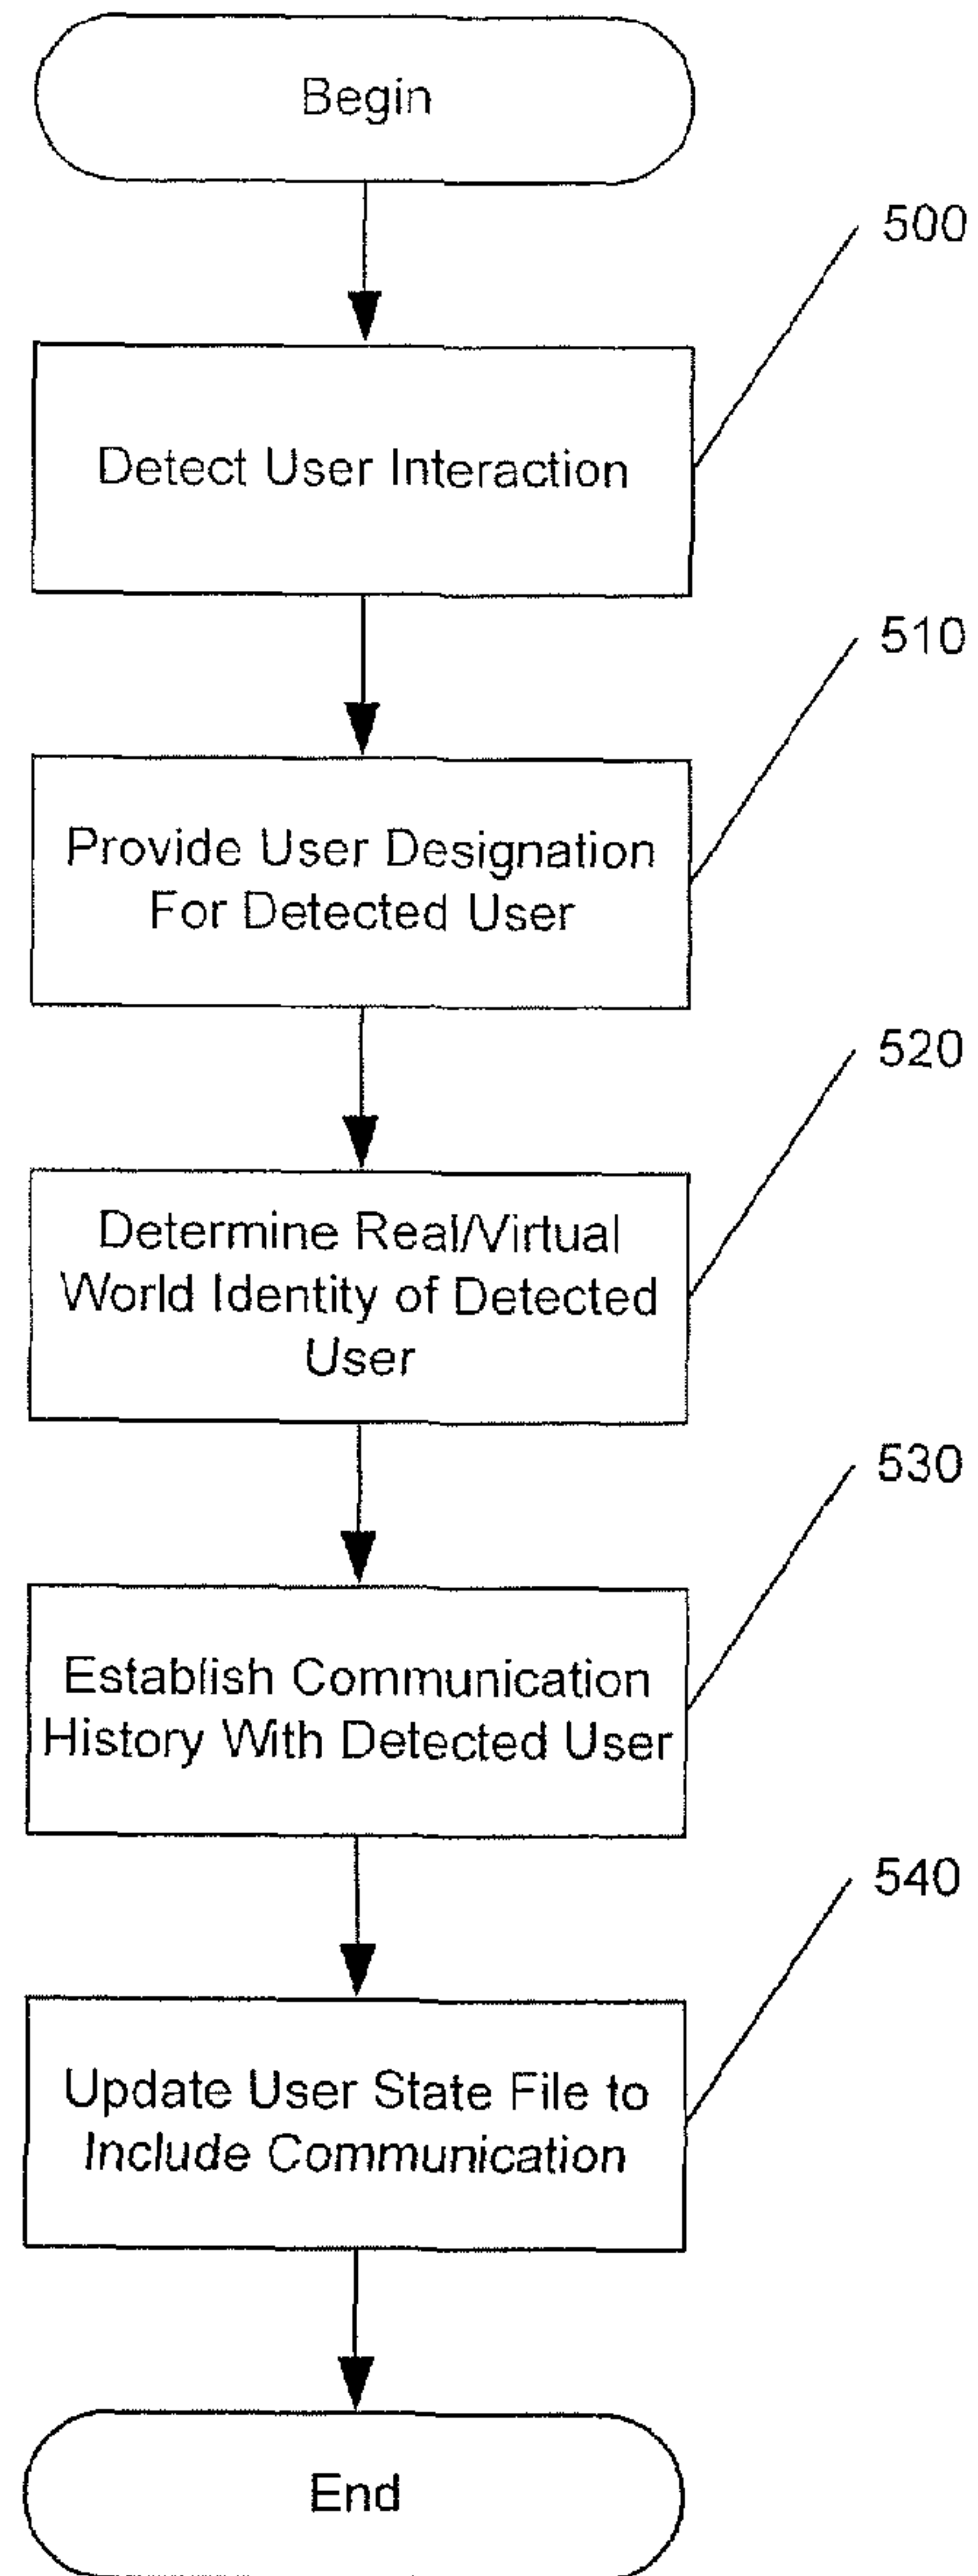 Begin
500
Detect User Interaction
510
Provide User Designation
For Detected User
520
Determine Real/Virtual
World Identity of Detected
User
530
Establish Communication
History With Detected User
540
Update User State File to
Include Communication
End